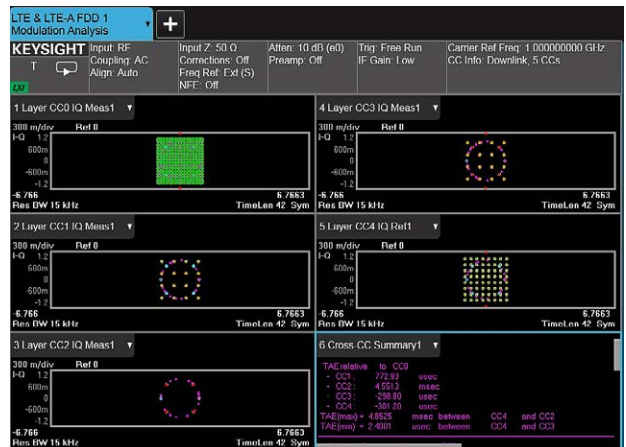 LTE & LTE-A FDD 1
Modulation Analysis
+
KEYSIGHT
T
LXI
Input: RF
Coupling: AC
Align: Auto
Input Z: 50 Ω
Corrections: Off
Freq Ref: Ext (S)
NFE: Off
Atten: 10 dB (e0)
Preamp: Off
Trig: Free Run
IF Gain: Low
Carrier Ref Freq: 1.000000000 GHz
CC Info: Downlink, 5 CCs
1 Layer CC0 IQ Meas1
300 m/div Ref 0
I-Q 1.2
600m
0
-600m
-1.2
-6.766 6.7663
Res BW 15 kHz TimeLen 42 Sym
2 Layer CC1 IQ Meas1
300 m/div Ref 0
I-Q 1.2
600m
0
-600m
-1.2
-6.766 6.7663
Res BW 15 kHz TimeLen 42 Sym
3 Layer CC2 IQ Meas1
300 m/div Ref 0
I-Q 1.2
600m
0
-600m
-1.2
-6.766 6.7663
Res BW 15 kHz TimeLen 42 Sym
4 Layer CC3 IQ Meas1
300 m/div Ref 0
I-Q 1.2
600m
0
-600m
-1.2
-6.766 6.7663
Res BW 15 kHz TimeLen 42 Sym
5 Layer CC4 IQ Ref1
300 m/div Ref 0
I-Q 1.2
600m
0
-600m
-1.2
-6.766 6.7663
Res BW 15 kHz TimeLen 42 Sym
6 Cross-CC Summary1
TAE relative to CC0
- CC1: 772.93 usec
- CC2: 4.5513 msec
- CC3: -298.80 usec
- CC4: -301.20 usec
TAE(max) = 4.8525 msec between CC4 and CC2
TAE(min) = 2.4001 usec between CC4 and CC3